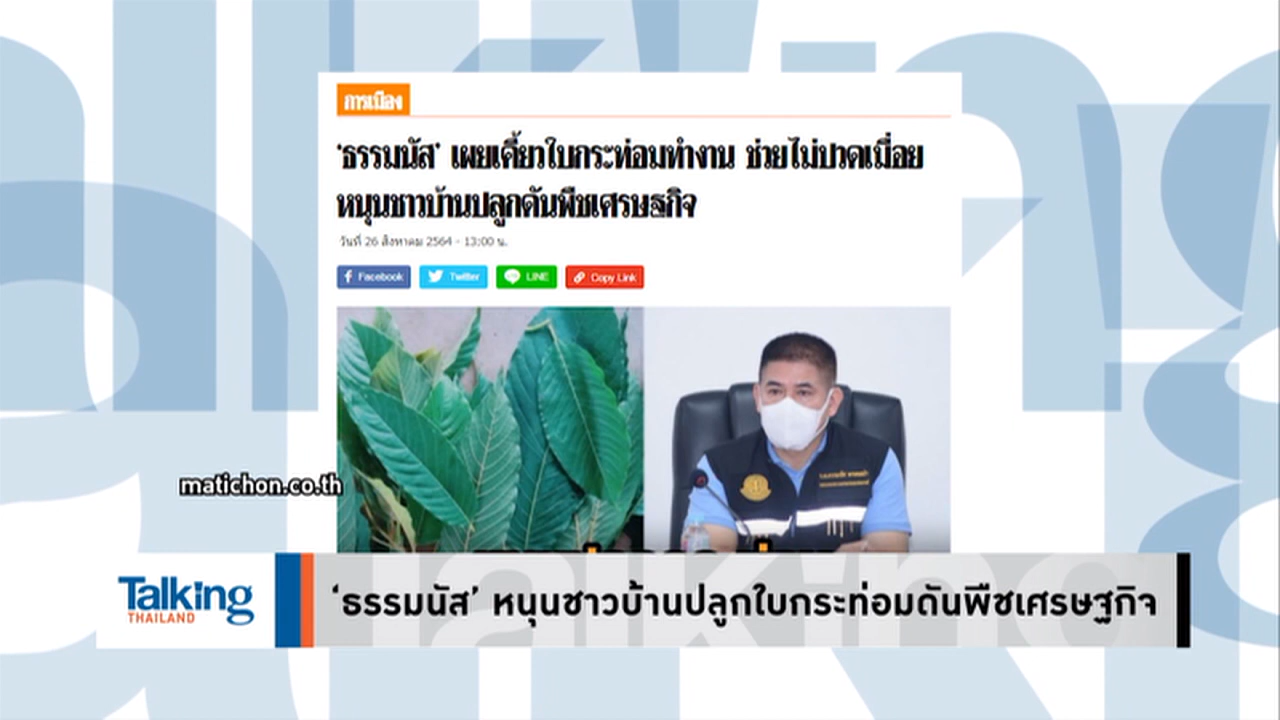 การเมือง
‘ธรรมนัส’ เผยเคี้ยวใบกระท่อมทำงาน ช่วยไม่ปวดเมื่อย
หนุนชาวบ้านปลูกดันพืชเศรษฐกิจ
วันที่ 26 สิงหาคม 2564 - 13:00 น.
Facebook Twitter LINE Copy Link
matichon.co.th
Talking
THAILAND
‘ธรรมนัส’ หนุนชาวบ้านปลูกใบกระท่อมดันพืชเศรษฐกิจ